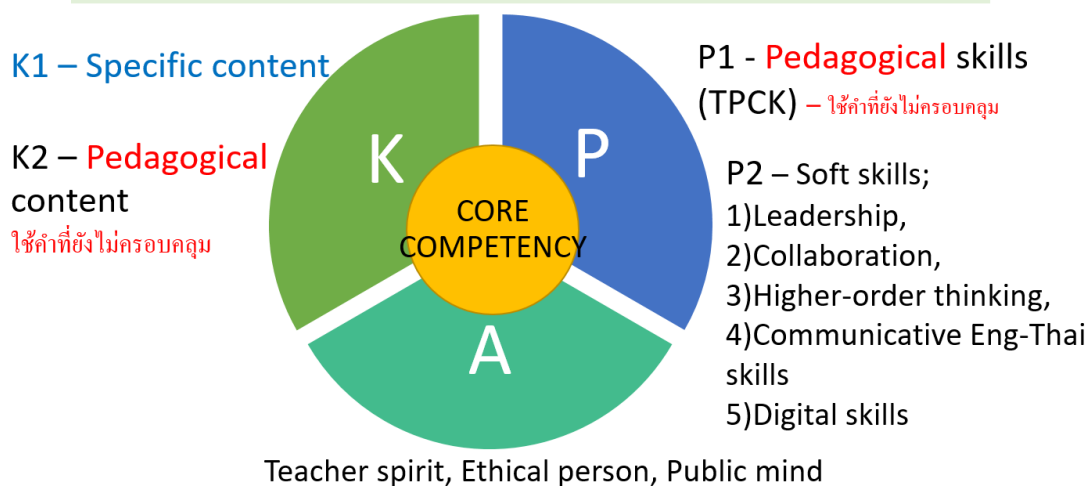 K1 – Specific content
K2 – Pedagogical
content
ใช้คำที่ยังไม่ครอบคลุม
K
P
CORE
COMPETENCY
A
P1 - Pedagogical skills
(TPCK) – ใช้คำที่ยังไม่ครอบคลุม
P2 – Soft skills;
1)Leadership,
2)Collaboration,
3)Higher-order thinking,
4)Communicative Eng-Thai
skills
5)Digital skills
Teacher spirit, Ethical person, Public mind